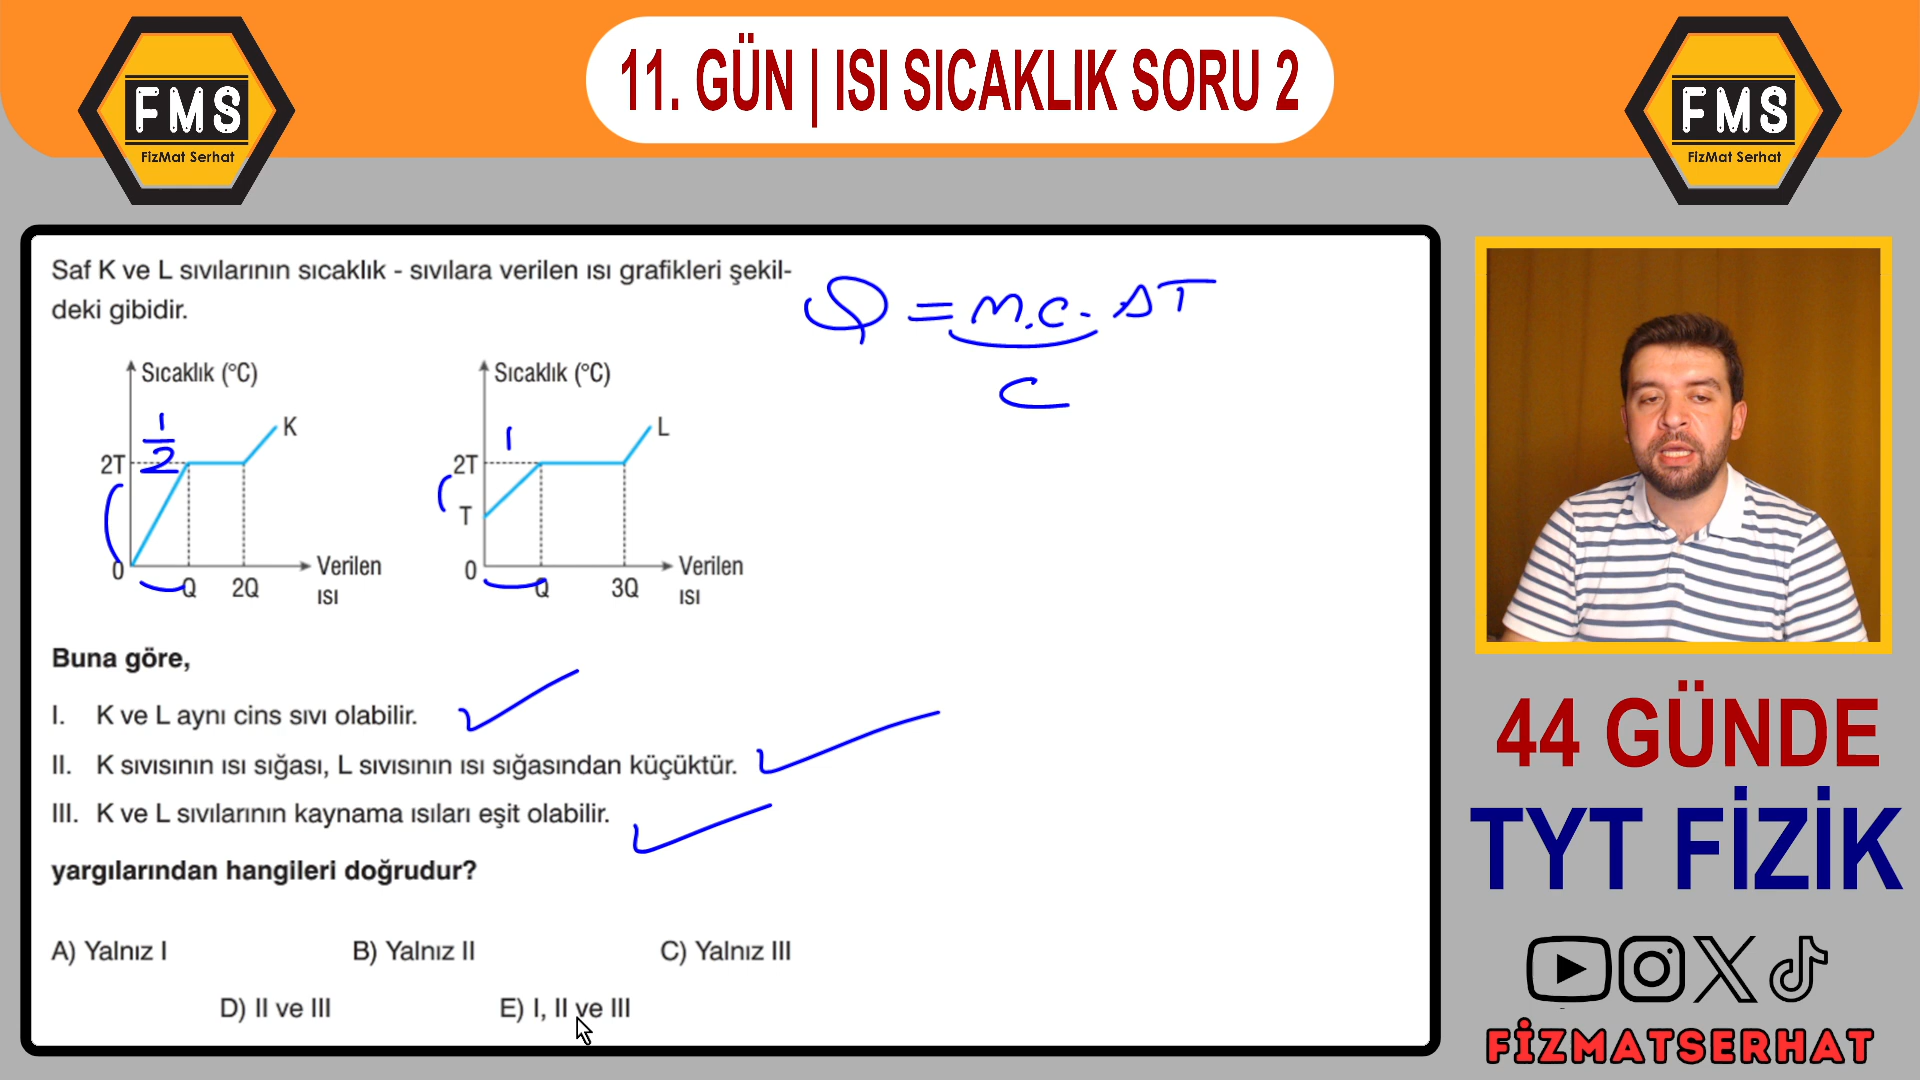 11. GÜN | ISI SICAKLIK SORU 2
FMS
FizMat Serhat
FMS
FizMat Serhat
Saf K ve L sıvılarının sıcaklık - sıvılara verilen ısı grafikleri şekil-
deki gibidir.
Q = m.c. ΔT
C
Sıcaklık (°C)
1/2
K
2T
0
Q
2Q
Verilen
ısı
Sıcaklık (°C)
1
L
2T
T
0
Q
3Q
Verilen
ısı
Buna göre,
I. K ve L aynı cins sıvı olabilir.
II. K sıvısının ısı sığası, L sıvısının ısı sığasından küçüktür.
III. K ve L sıvılarının kaynama ısıları eşit olabilir.
yargılarından hangileri doğrudur?
A) Yalnız I B) Yalnız II C) Yalnız III
D) II ve III E) I, II ve III
44 GÜNDE
TYT FİZİK
FİZMATSERHAT